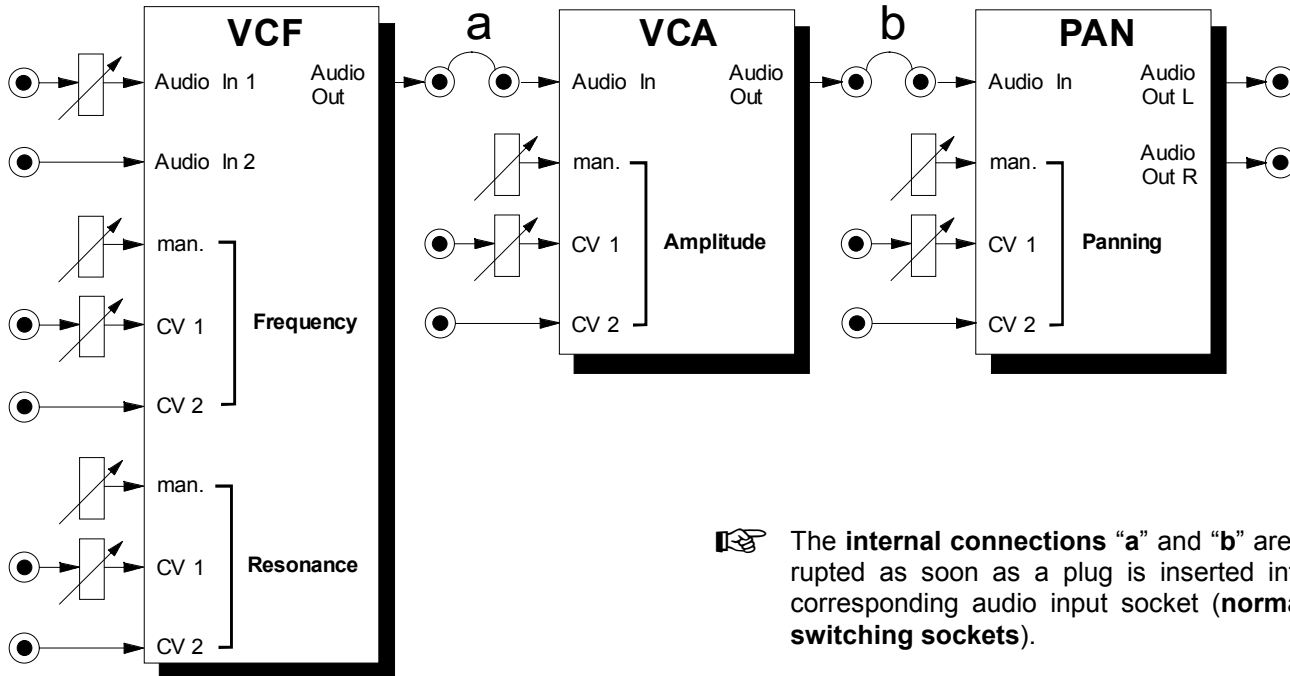 VCF
Audio In 1
Audio
Out
Audio In 2
man.
CV 1
Frequency
CV 2
man.
CV 1
Resonance
CV 2
a
VCA
Audio In
Audio
Out
man.
CV 1
Amplitude
CV 2
b
PAN
Audio In
Audio
Out L
man.
Audio
Out R
CV 1
Panning
CV 2
The internal connections “a” and “b” are
rupted as soon as a plug is inserted in
corresponding audio input socket (norma
switching sockets).